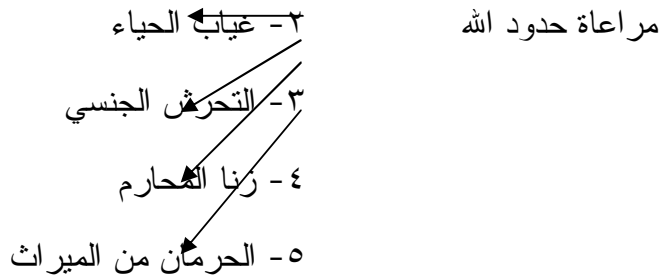 مراعاة حدود الله
٢- غياب الحياء
٣- التحرش الجنسي
٤- زنا المحارم
٥- الحرمان من الميراث